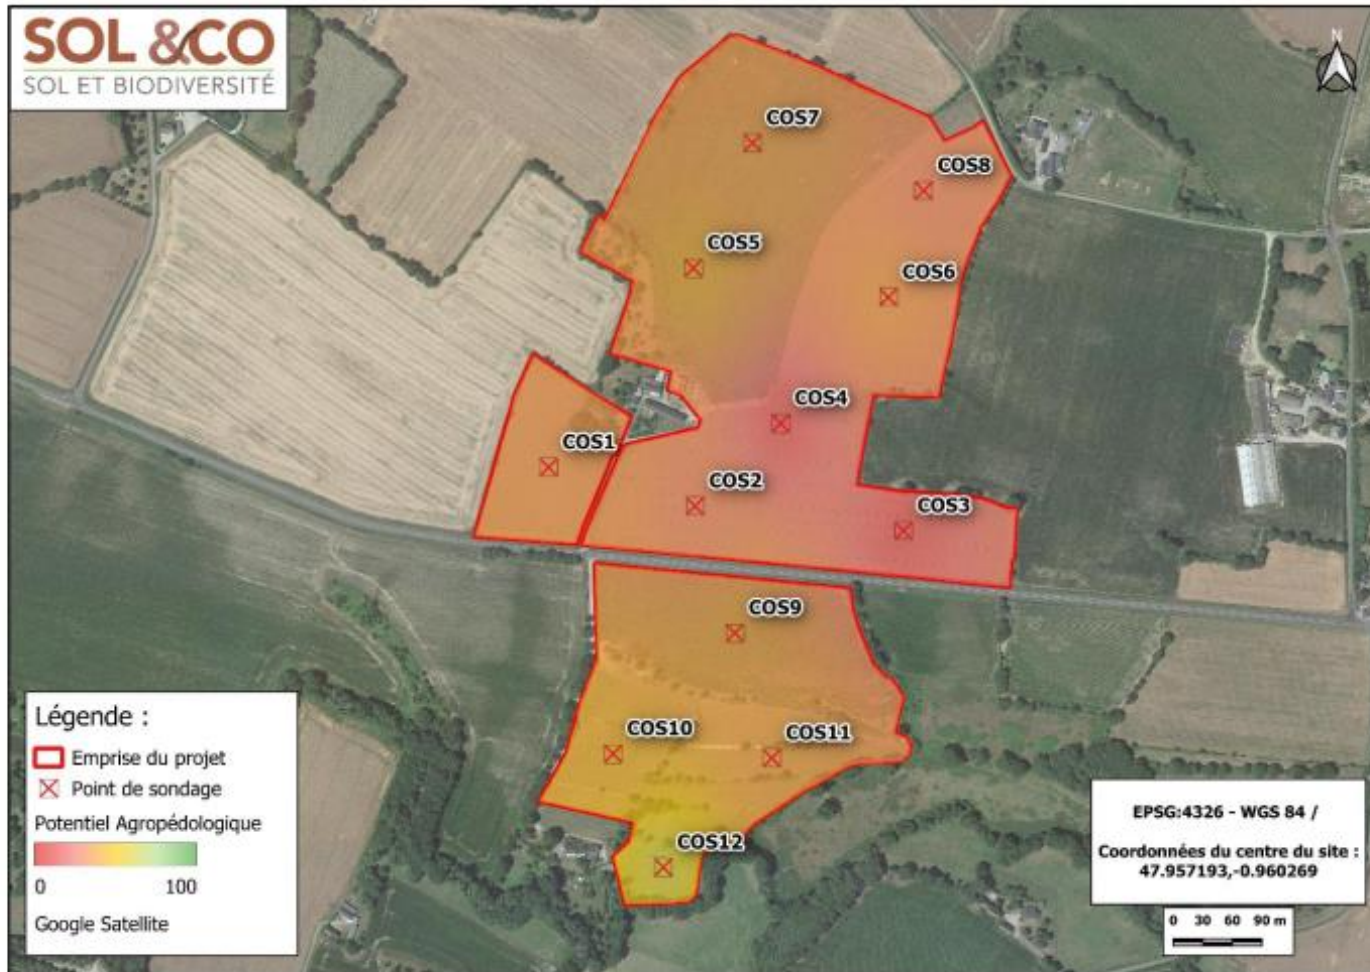 SOL &CO
SOL ET BIODIVERSITÉ
N
COS7
COS8
COS5
COS6
COS4
COS1
COS2
COS3
COS9
COS10
COS11
COS12
Légende :
Emprise du projet
Point de sondage
Potentiel Agropédologique
0 100
Google Satellite
EPSG:4326 - WGS 84 /
Coordonnées du centre du site :
47.957193,-0.960269
0 30 60 90 m